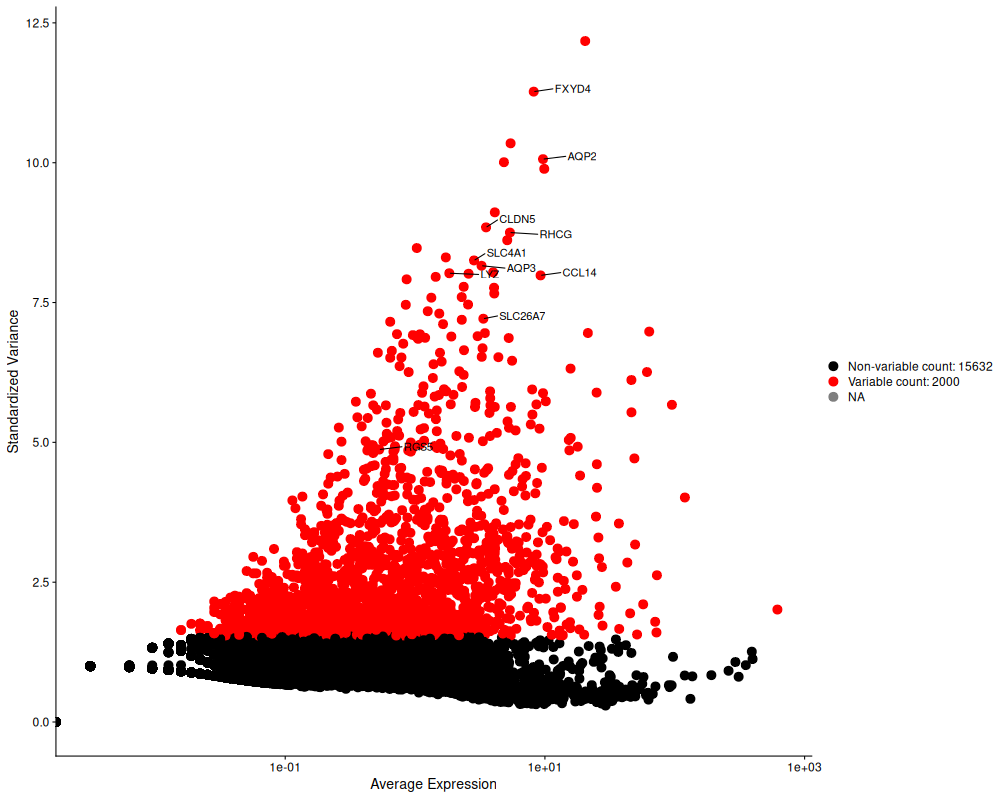 12.5
FXYD4
10.0
AQP2
CLDN5
RHCG
SLC4A1
AQP3
CCL14
7.5
SLC26A7
5.0
RGS5
2.5
0.0
1e-01
1e+01
1e+03
Average Expression
Standardized Variance
Non-variable count: 15632
Variable count: 2000
NA